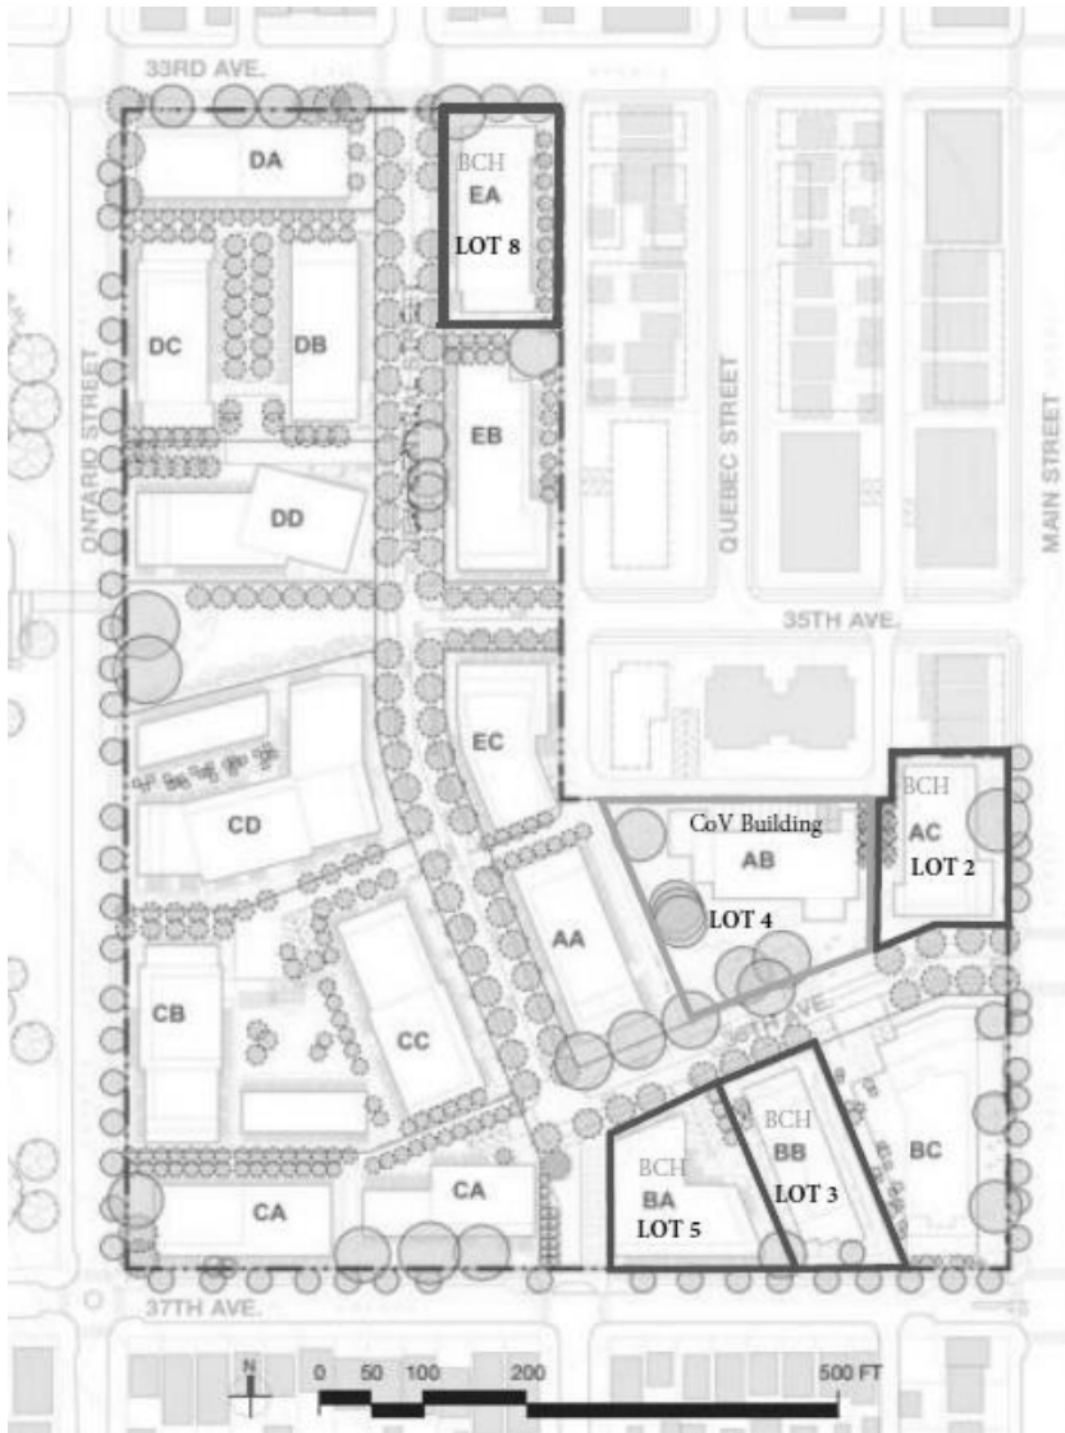 33RD AVE.
DA
BCH
EA
LOT 8
DC
DB
ONTARIO STREET
QUEBEC STREET
MAIN STREET
EB
DD
35TH AVE.
EC
BCH
AC
LOT 2
CoV Building
AB
LOT 4
CD
AA
CB
CC
AVE.
BCH
BB
LOT 3
BC
BCH
BA
LOT 5
CA
CA
37TH AVE.
N
0 50 100 200 500 FT